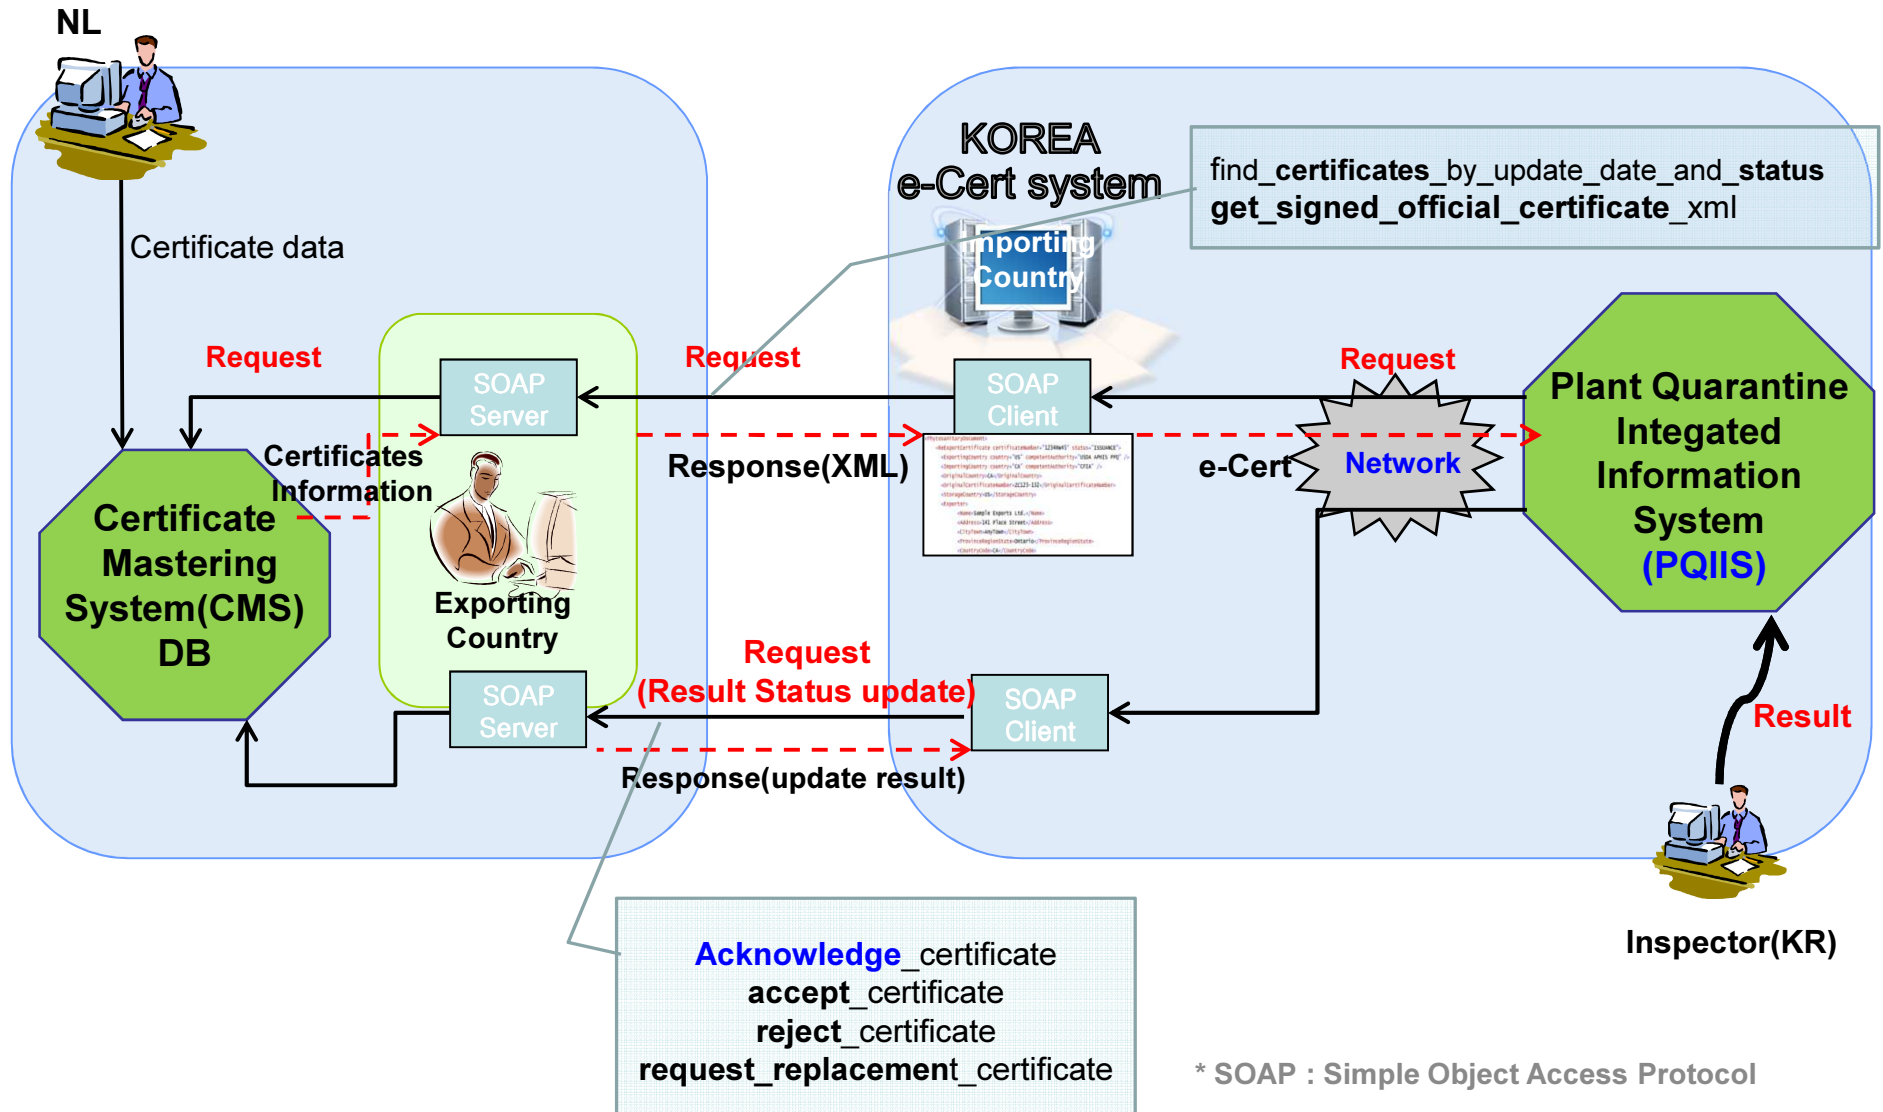 NL
KOREA
e-Cert system
find_certificates_by_update_date_and_status
get_signed_official_certificate_xml
Certificate data
Importing
Country
Request
Request
Request
SOAP
Server
SOAP
Client
Plant Quarantine
Integated
Information
System
(PQIIS)
Certificates
Information
Response(XML)
e-Cert
Network
Certificate
Mastering
System(CMS)
DB
Exporting
Country
Request
(Result Status update)
SOAP
Server
SOAP
Client
Response(update result)
Result
Inspector(KR)
Acknowledge_certificate
accept_certificate
reject_certificate
request_replacement_certificate
* SOAP : Simple Object Access Protocol